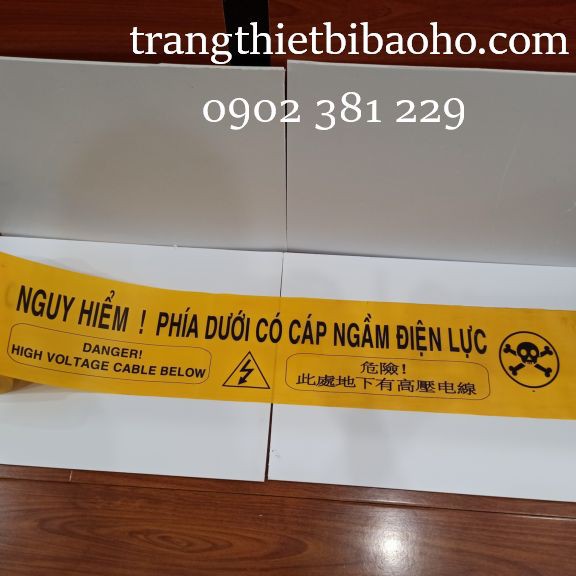 trangthietbibaoho.com
0902 381 229
NGUY HIỂM ! PHÍA DƯỚI CÓ CÁP NGẦM ĐIỆN LỰC
DANGER!
HIGH VOLTAGE CABLE BELOW
危險!
此處地下有高壓电線